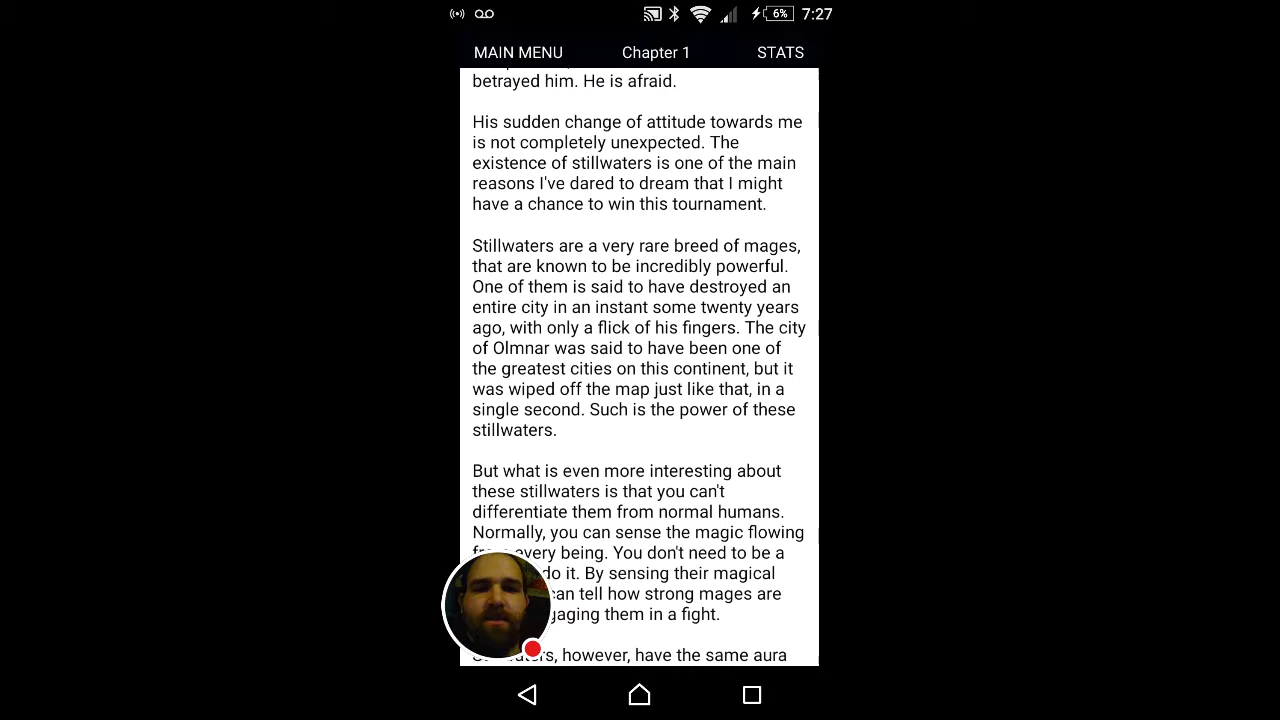 6% 7:27
MAIN MENU Chapter 1 STATS
betrayed him. He is afraid.
His sudden change of attitude towards me
is not completely unexpected. The
existence of stillwaters is one of the main
reasons I've dared to dream that I might
have a chance to win this tournament.
Stillwaters are a very rare breed of mages,
that are known to be incredibly powerful.
One of them is said to have destroyed an
entire city in an instant some twenty years
ago, with only a flick of his fingers. The city
of Olmnar was said to have been one of
the greatest cities on this continent, but it
was wiped off the map just like that, in a
single second. Such is the power of these
stillwaters.
But what is even more interesting about
these stillwaters is that you can't
differentiate them from normal humans.
Normally, you can sense the magic flowing
every being. You don't need to be a
do it. By sensing their magical
can tell how strong mages are
in a fight.
however, have the same aura